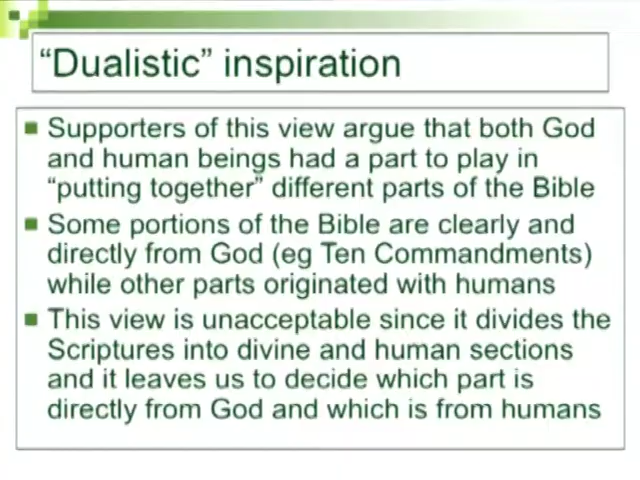 “Dualistic” inspiration
Supporters of this view argue that both God
and human beings had a part to play in
“putting together” different parts of the Bible
Some portions of the Bible are clearly and
directly from God (eg Ten Commandments)
while other parts originated with humans
This view is unacceptable since it divides the
Scriptures into divine and human sections
and it leaves us to decide which part is
directly from God and which is from humans